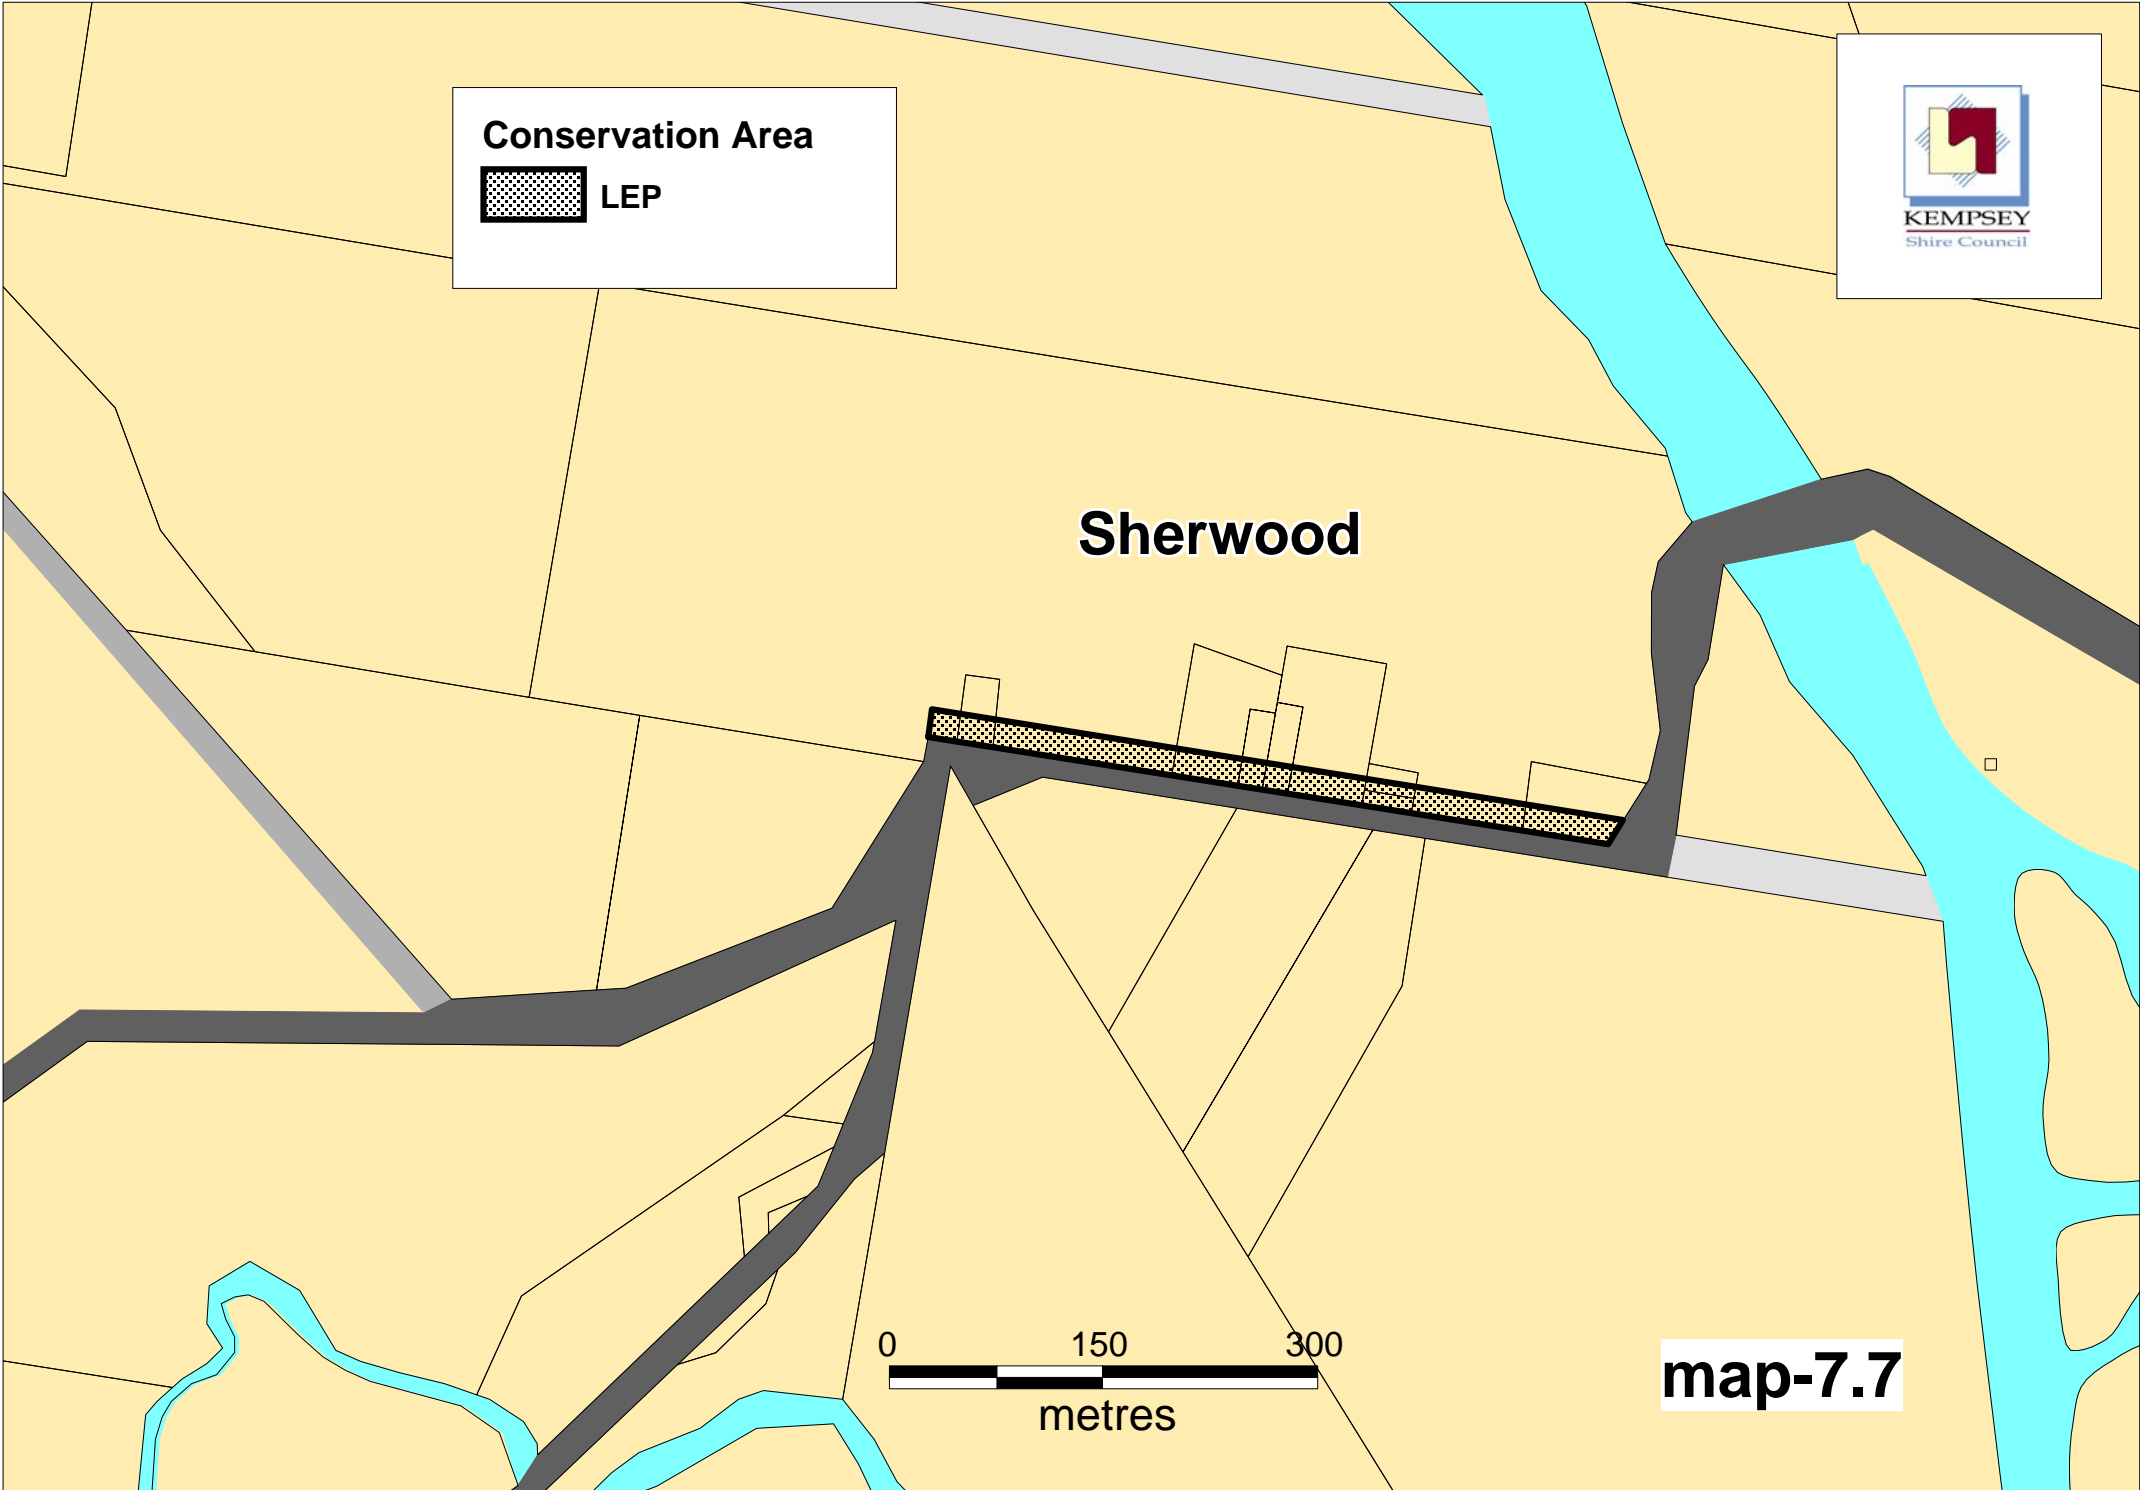 Conservation Area
LEP
KEMPSEY
Shire Council
Sherwood
0 150 300
metres
map-7.7